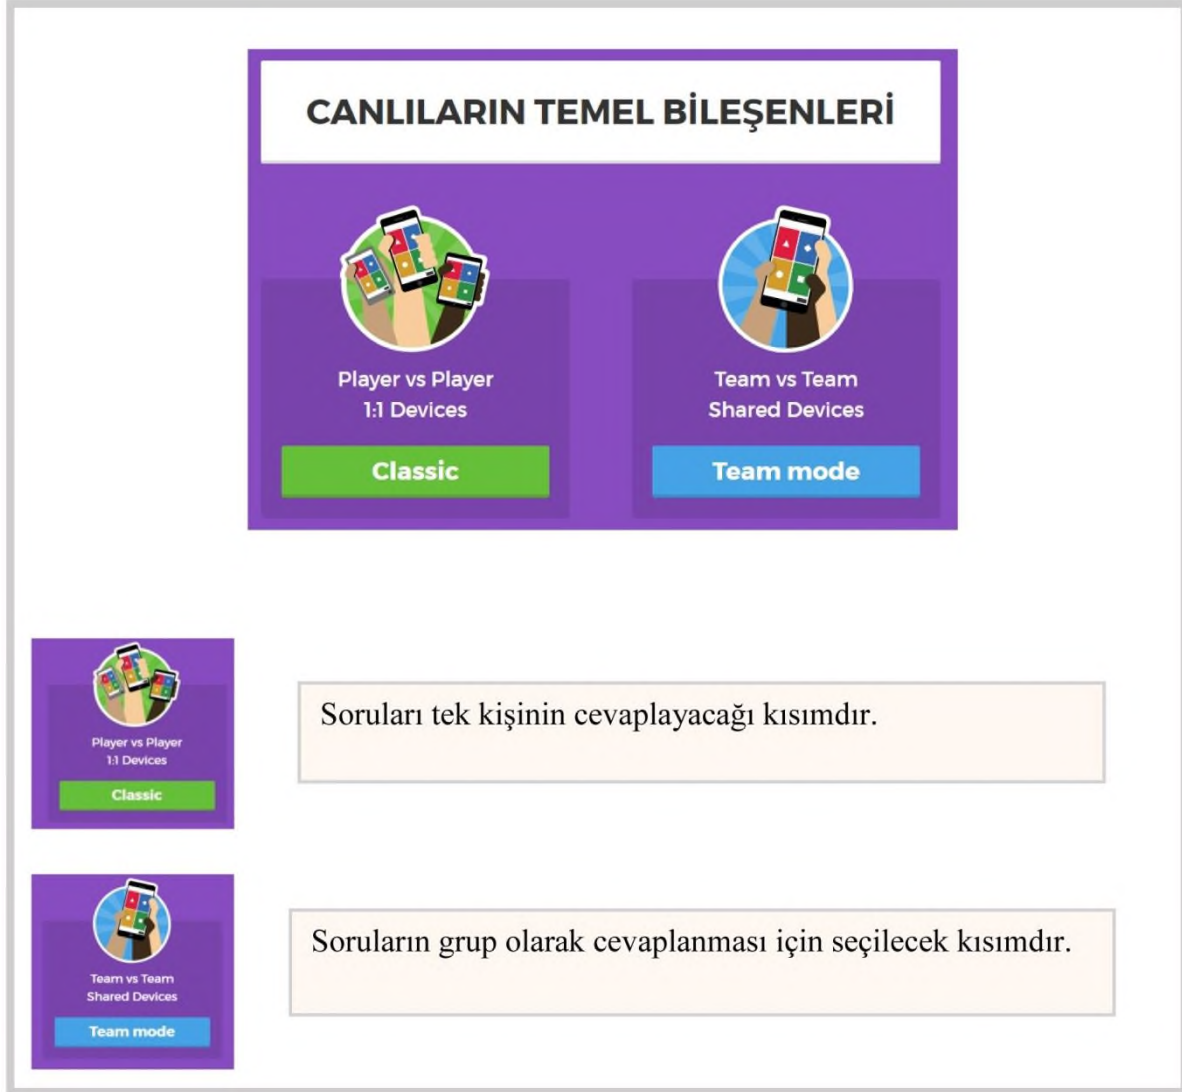 CANLILARIN TEMEL BİLEŞENLERİ
Player vs Player
1:1 Devices
Classic
Team vs Team
Shared Devices
Team mode
Player vs Player
1:1 Devices
Classic
Soruları tek kişinin cevaplayacağı kısımdır.
Team vs Team
Shared Devices
Team mode
Soruların grup olarak cevaplanması için seçilecek kısımdır.